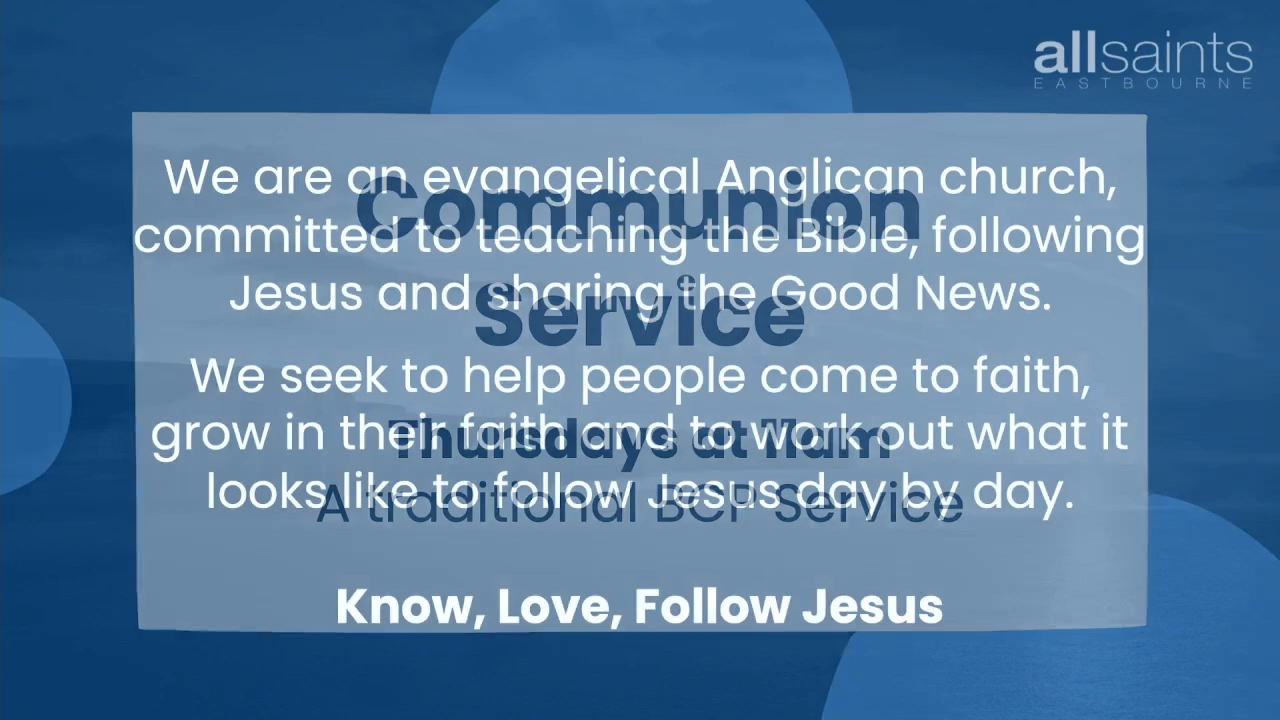 allsaints
EASTBOURNE
We are an evangelical Anglican church,
committed to teaching the Bible, following
Jesus and sharing the Good News.
We seek to help people come to faith,
grow in their faith and to work out what it
looks like to follow Jesus day by day.
Know, Love, Follow Jesus
Communion
Service
Thursdays at 11am
A traditional BCP Service